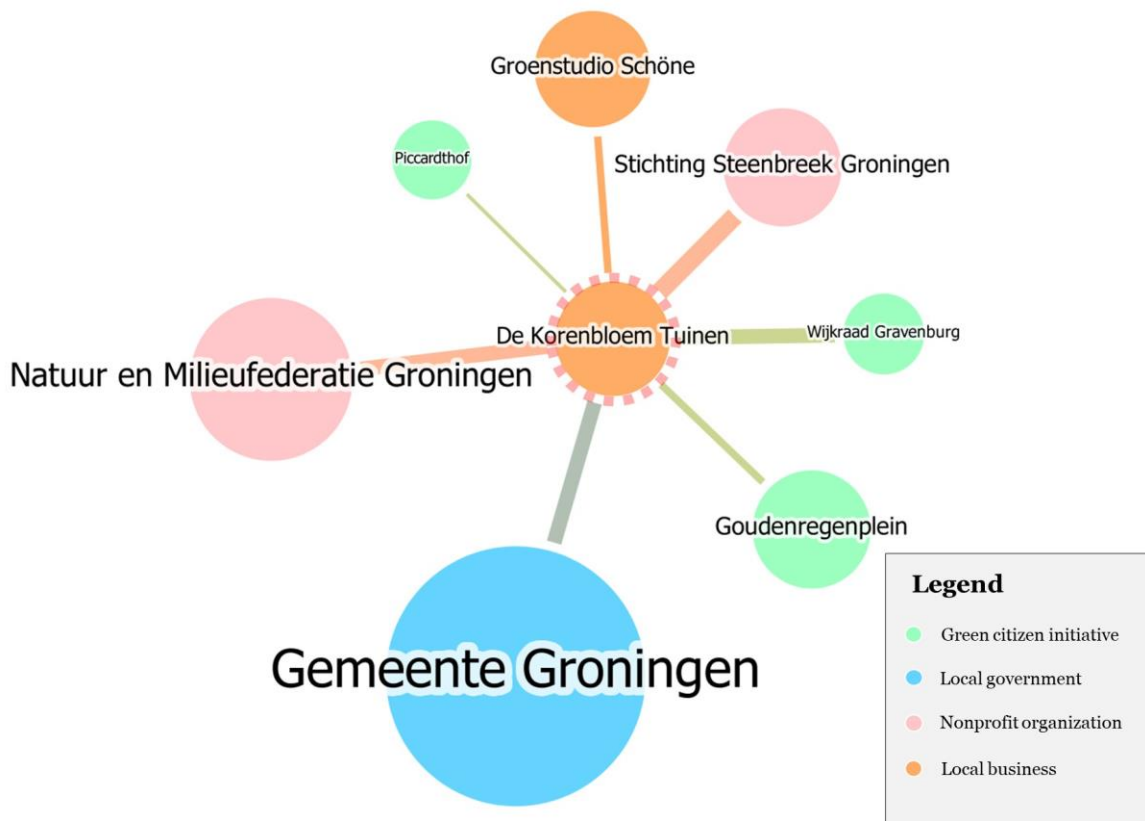 Groenstudio Schöne
Piccardthof
Stichting Steenbreek Groningen
De Korenbloem Tuinen
Wijkraad Gravenburg
Natuur en Milieufederatie Groningen
Goudenregenplein
Gemeente Groningen
Legend
Green citizen initiative
Local government
Nonprofit organization
Local business